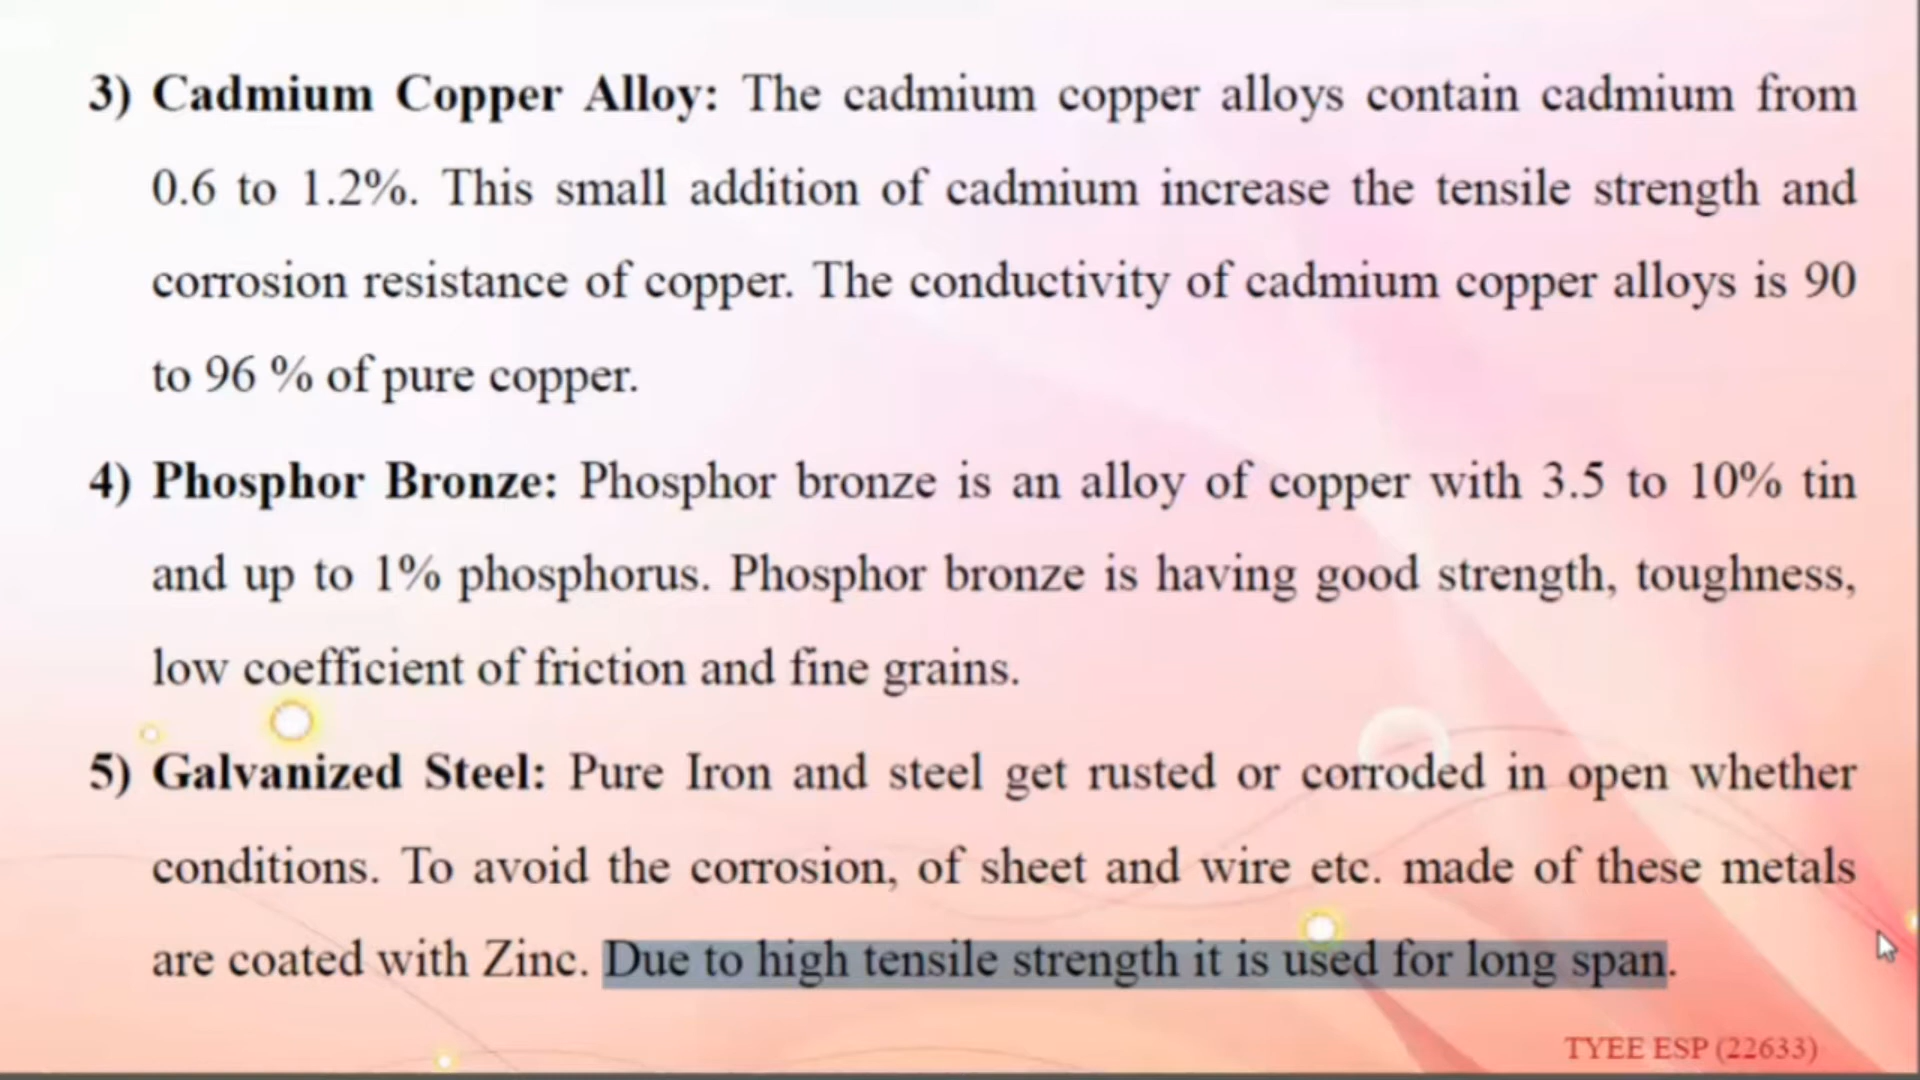 3) Cadmium Copper Alloy: The cadmium copper alloys contain cadmium from
0.6 to 1.2%. This small addition of cadmium increase the tensile strength and
corrosion resistance of copper. The conductivity of cadmium copper alloys is 90
to 96 % of pure copper.
4) Phosphor Bronze: Phosphor bronze is an alloy of copper with 3.5 to 10% tin
and up to 1% phosphorus. Phosphor bronze is having good strength, toughness,
low coefficient of friction and fine grains.
5) Galvanized Steel: Pure Iron and steel get rusted or corroded in open whether
conditions. To avoid the corrosion, of sheet and wire etc. made of these metals
are coated with Zinc. Due to high tensile strength it is used for long span.
TYEE ESP (22633)